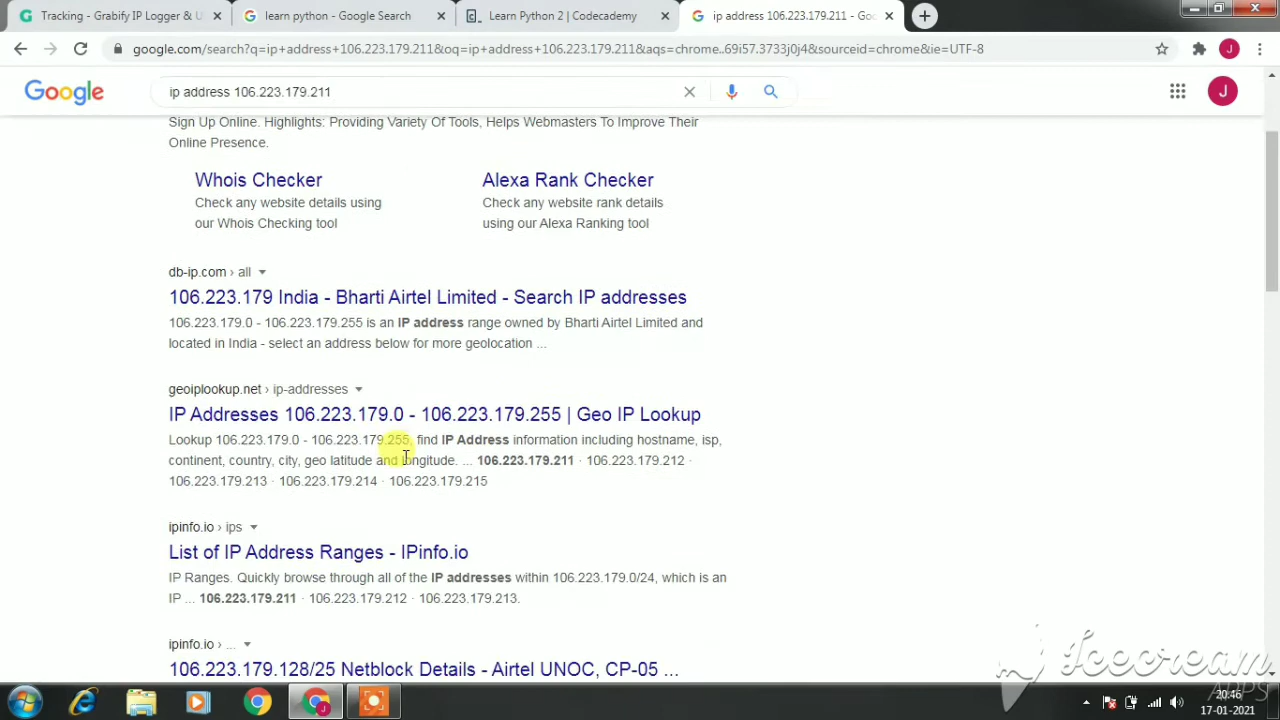 Tracking - Grabify IP Logger & U
learn python - Google Search
Learn Python 2 | Codecademy
ip address 106.223.179.211 - Goo
google.com/search?q=ip+address+106.223.179.211&oq=ip+address+106.223.179.211&aqs=chrome..69i57.3733j0j4&sourceid=chrome&ie=UTF-8
J
Google
ip address 106.223.179.211
J
Sign Up Online. Highlights: Providing Variety Of Tools, Helps Webmasters To Improve Their
Online Presence.
Whois Checker
Check any website details using
our Whois Checking tool
Alexa Rank Checker
Check any website rank details
using our Alexa Ranking tool
db-ip.com › all
106.223.179 India - Bharti Airtel Limited - Search IP addresses
106.223.179.0 - 106.223.179.255 is an IP address range owned by Bharti Airtel Limited and
located in India - select an address below for more geolocation ...
geoiplookup.net › ip-addresses
IP Addresses 106.223.179.0 - 106.223.179.255 | Geo IP Lookup
Lookup 106.223.179.0 - 106.223.179.255, find IP Address information including hostname, isp,
continent, country, city, geo latitude and longitude. ... 106.223.179.211 · 106.223.179.212 ·
106.223.179.213 · 106.223.179.214 · 106.223.179.215
ipinfo.io › ips
List of IP Address Ranges - IPinfo.io
IP Ranges. Quickly browse through all of the IP addresses within 106.223.179.0/24, which is an
IP ... 106.223.179.211 · 106.223.179.212 · 106.223.179.213.
ipinfo.io › ...
106.223.179.128/25 Netblock Details - Airtel UNOC, CP-05 ...
Icecream
APPS
20:46
17-01-2021